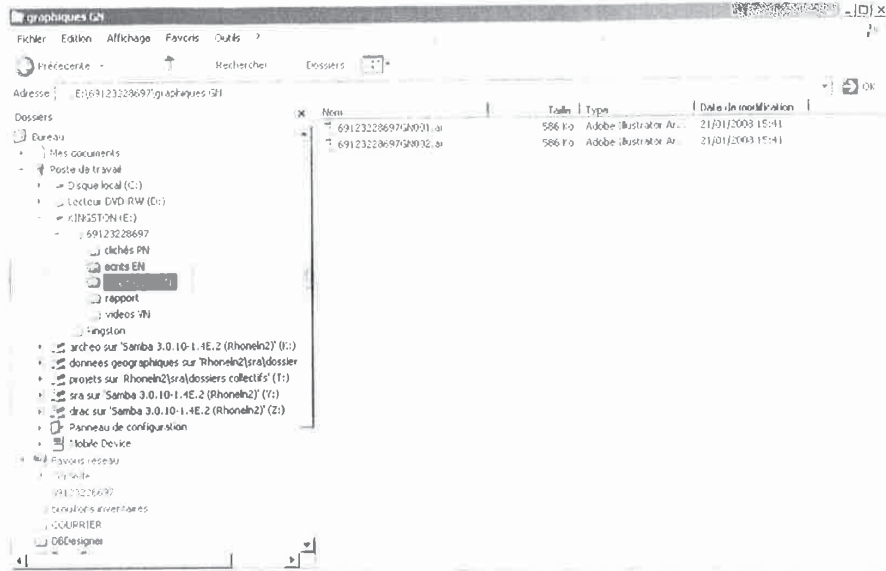 graphiques GN
Fichier Edition Affichage Favoris Outils ?
Précédente
Rechercher
Dossiers
Adresse E:\69123228697\graphiques GN
OK
Dossiers
Nom Taille Type Date de modification
69123228697GN001.ai 586 Ko Adobe Illustrator Ar... 21/01/2008 15:41
69123228697GN002.ai 586 Ko Adobe Illustrator Ar... 21/01/2008 15:41
Bureau
Mes documents
Poste de travail
Disque local (C:)
Lecteur DVD-RW (D:)
KINGSTON (E:)
69123228697
clichés PN
ecrits EN
rapport
videos VN
Kingston
archeo sur 'Samba 3.0.10-1.4E.2 (Rhoneln2)'
donnees geographiques sur 'Rhoneln2\sra\dossier
projets sur 'Rhoneln2\sra\dossiers collectifs' (T:)
sra sur 'Samba 3.0.10-1.4E.2 (Rhoneln2)' (Y:)
drac sur 'Samba 3.0.10-1.4E.2 (Rhoneln2)' (Z:)
Panneau de configuration
Mobile Device
Favoris réseau
brouillons inventaires
COURRIER
DBDesigner